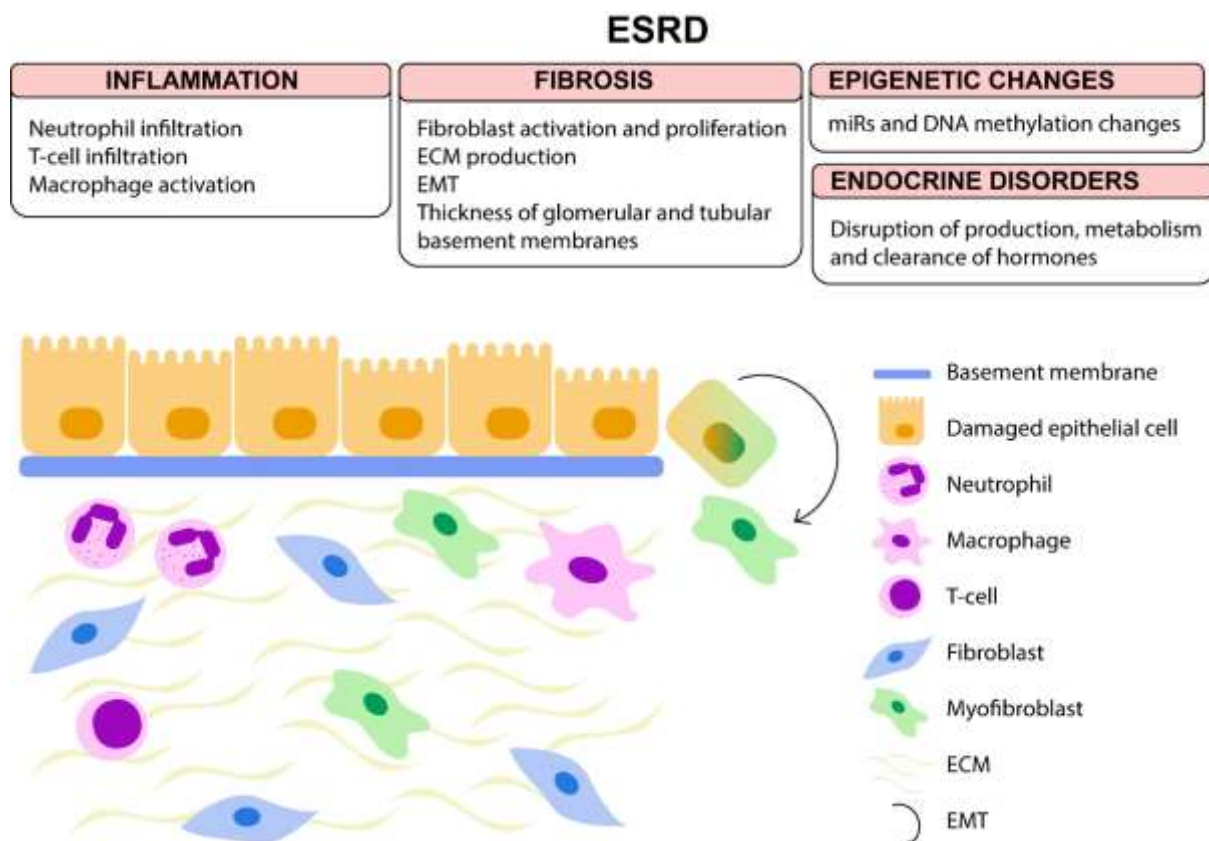 ESRD
INFLAMMATION
Neutrophil infiltration
T-cell infiltration
Macrophage activation
FIBROSIS
Fibroblast activation and proliferation
ECM production
EMT
Thickness of glomerular and tubular
basement membranes
EPIGENETIC CHANGES
miRs and DNA methylation changes
ENDOCRINE DISORDERS
Disruption of production, metabolism
and clearance of hormones
Basement membrane
Damaged epithelial cell
Neutrophil
Macrophage
T-cell
Fibroblast
Myofibroblast
ECM
EMT